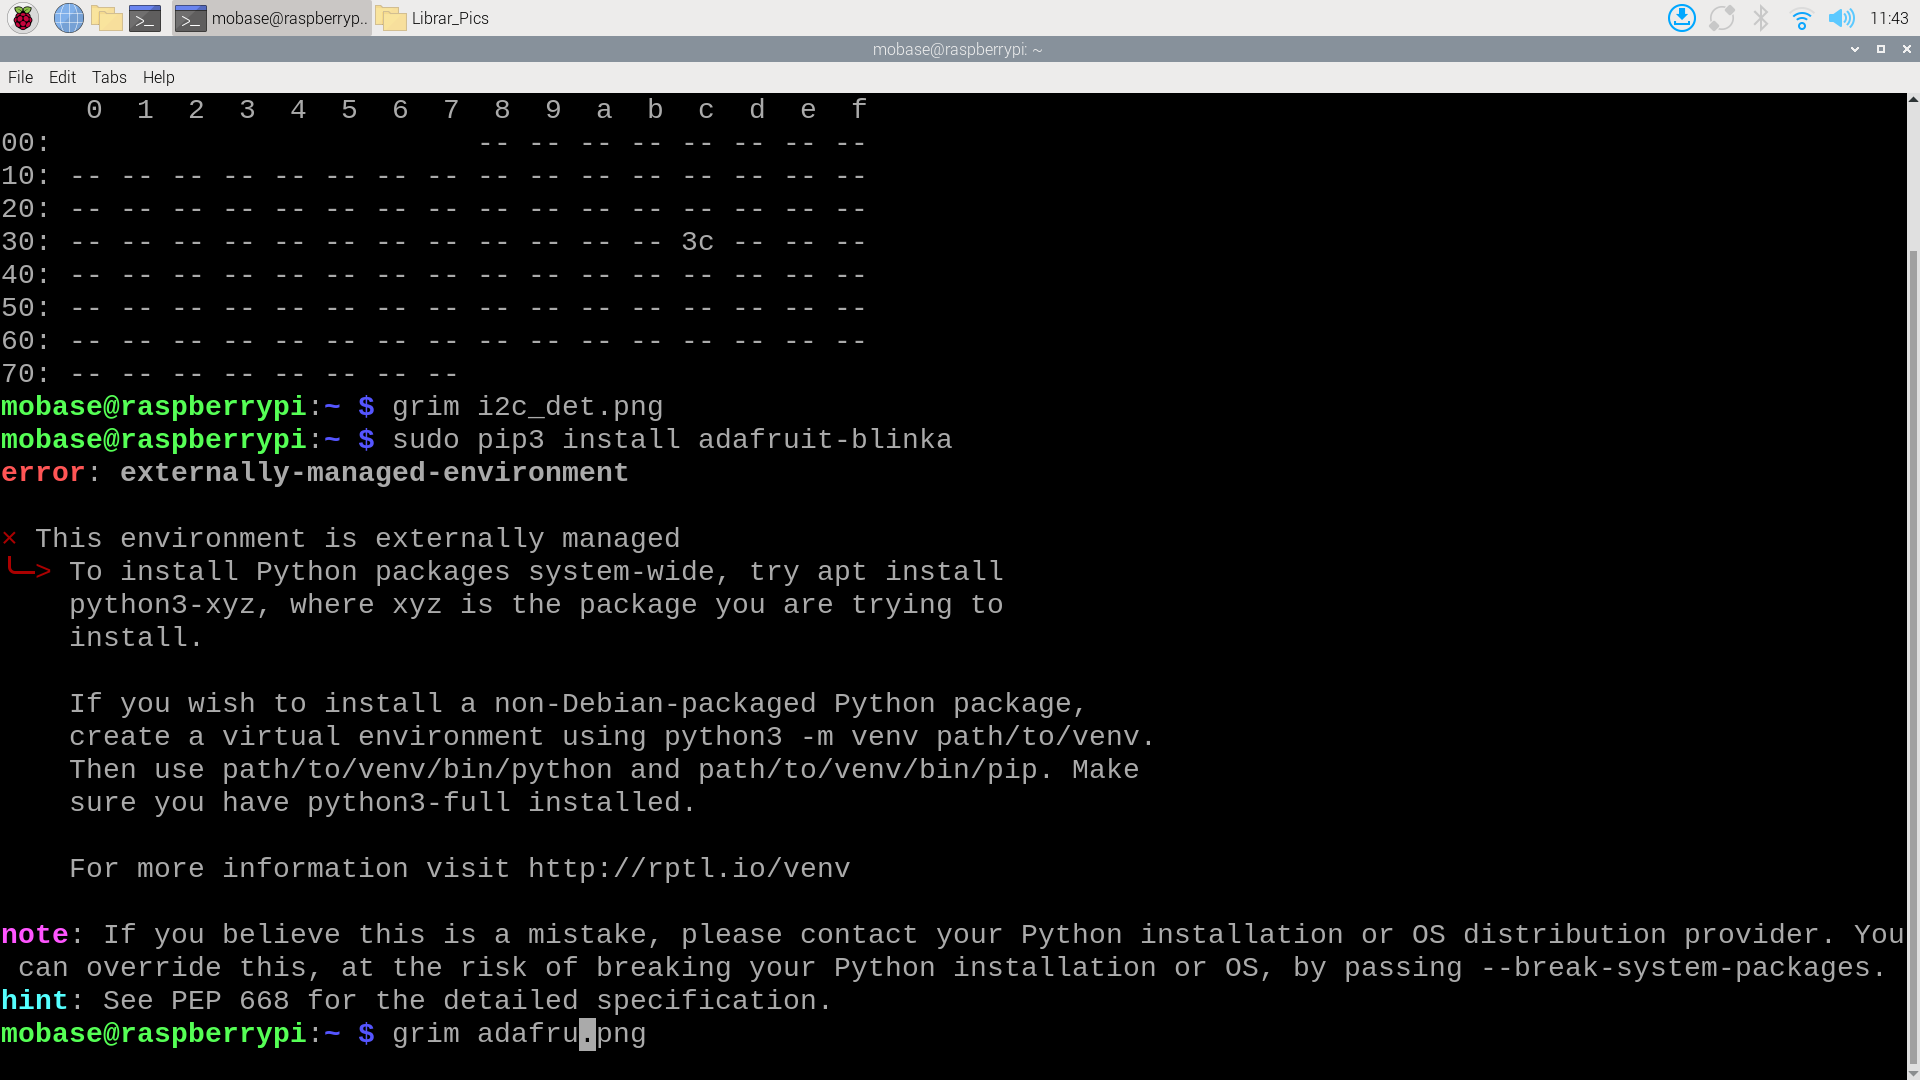 mobase@raspberryp.. Librar_Pics 11:43
mobase@raspberrypi: ~
File Edit Tabs Help
     0  1  2  3  4  5  6  7  8  9  a  b  c  d  e  f
00:                         -- -- -- -- -- -- -- --
10: -- -- -- -- -- -- -- -- -- -- -- -- -- -- -- --
20: -- -- -- -- -- -- -- -- -- -- -- -- -- -- -- --
30: -- -- -- -- -- -- -- -- -- -- -- -- 3c -- -- --
40: -- -- -- -- -- -- -- -- -- -- -- -- -- -- -- --
50: -- -- -- -- -- -- -- -- -- -- -- -- -- -- -- --
60: -- -- -- -- -- -- -- -- -- -- -- -- -- -- -- --
70: -- -- -- -- -- -- -- --
mobase@raspberrypi:~ $ grim i2c_det.png
mobase@raspberrypi:~ $ sudo pip3 install adafruit-blinka
error: externally-managed-environment

× This environment is externally managed
╰─> To install Python packages system-wide, try apt install
    python3-xyz, where xyz is the package you are trying to
    install.

    If you wish to install a non-Debian-packaged Python package,
    create a virtual environment using python3 -m venv path/to/venv.
    Then use path/to/venv/bin/python and path/to/venv/bin/pip. Make
    sure you have python3-full installed.

    For more information visit http://rptl.io/venv

note: If you believe this is a mistake, please contact your Python installation or OS distribution provider. You
 can override this, at the risk of breaking your Python installation or OS, by passing --break-system-packages.
hint: See PEP 668 for the detailed specification.
mobase@raspberrypi:~ $ grim adafru.png